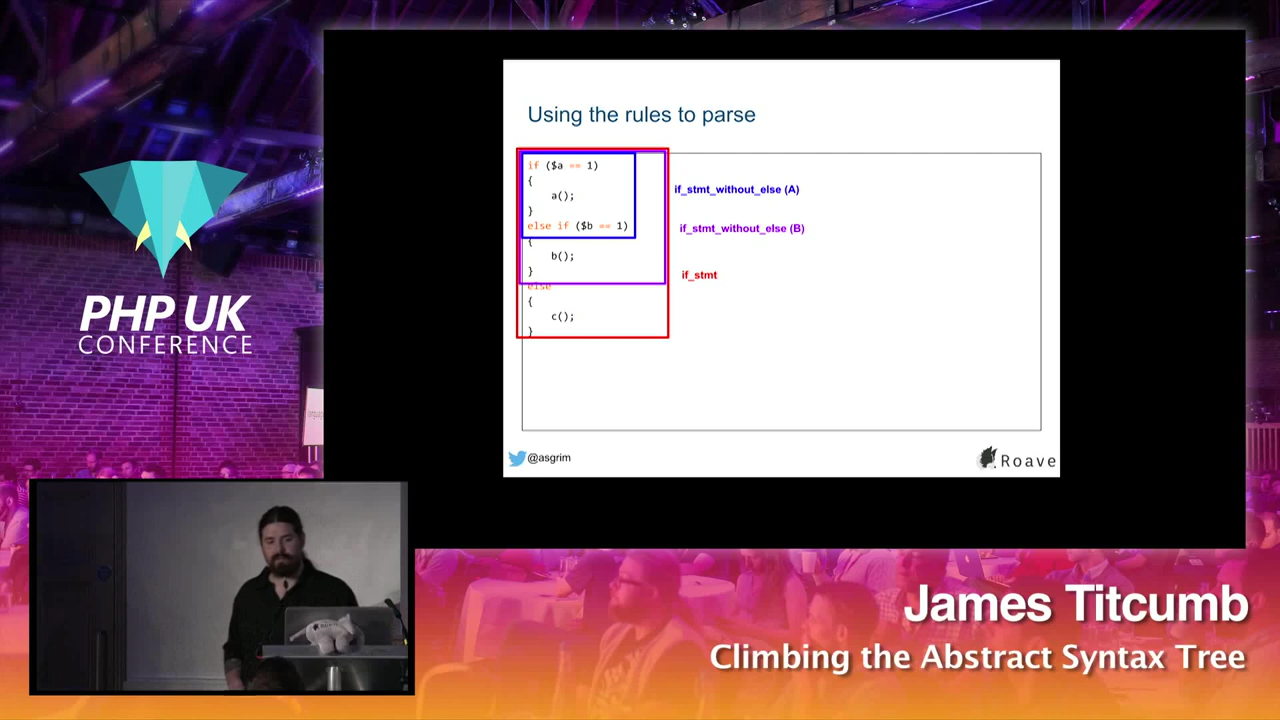 Using the rules to parse
if ($a == 1)
{
a();
}
else if ($b == 1)
{
b();
}
else
{
c();
}
if_stmt_without_else (A)
if_stmt_without_else (B)
if_stmt
@asgrim
Roave
PHP UK
CONFERENCE
James Titcumb
Climbing the Abstract Syntax Tree